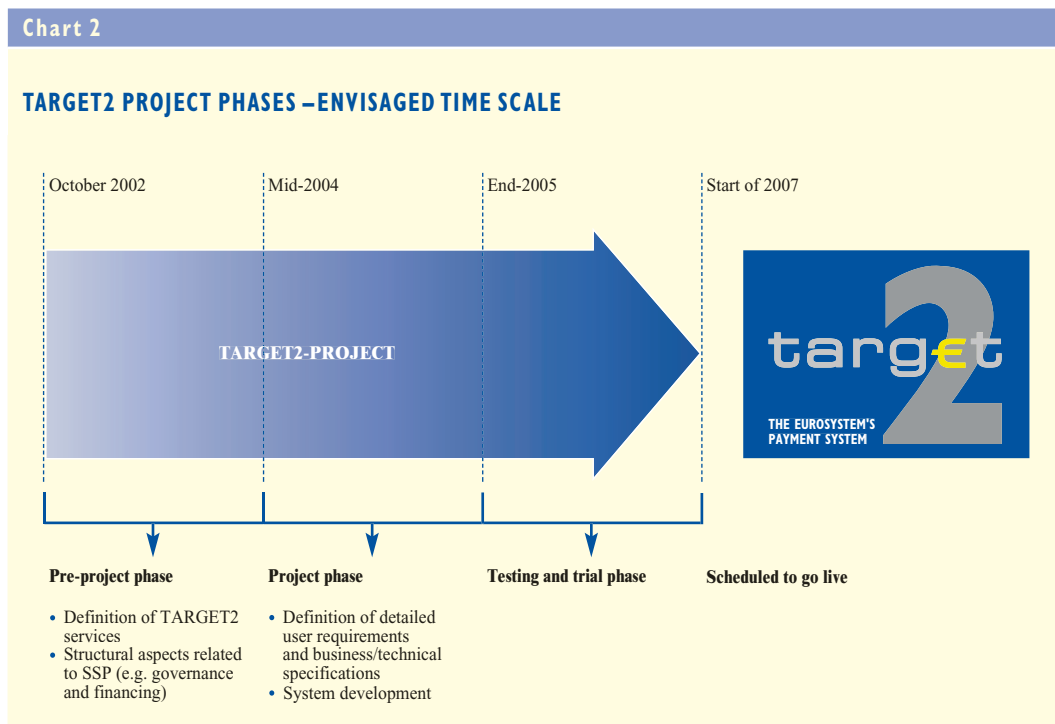 Chart 2
TARGET2 PROJECT PHASES – ENVISAGED TIME SCALE
October 2002
Mid-2004
End-2005
Start of 2007
TARGET2-PROJECT
2
target
THE EUROSYSTEM'S
PAYMENT SYSTEM
Pre-project phase
• Definition of TARGET2
services
• Structural aspects related
to SSP (e.g. governance
and financing)
Project phase
• Definition of detailed
user requirements
and business/technical
specifications
• System development
Testing and trial phase
Scheduled to go live